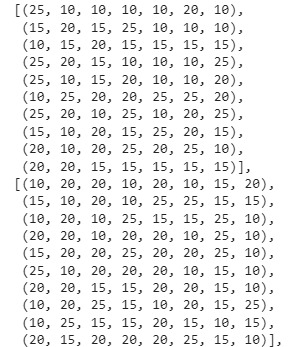 [(25, 10, 10, 10, 10, 20, 10),
(15, 20, 15, 25, 10, 10, 20),
(10, 15, 20, 15, 15, 15, 15),
(25, 20, 15, 10, 10, 10, 25),
(25, 10, 15, 20, 10, 10, 20),
(10, 25, 20, 20, 25, 25, 20),
(25, 20, 10, 25, 10, 20, 25),
(15, 10, 20, 15, 25, 20, 15),
(20, 10, 20, 25, 20, 25, 10),
(20, 20, 15, 15, 15, 15, 15)],
[(10, 20, 20, 10, 20, 10, 15, 20),
(15, 10, 20, 10, 25, 25, 15, 15),
(10, 20, 10, 25, 15, 15, 25, 10),
(20, 20, 10, 20, 20, 10, 25, 10),
(15, 20, 20, 25, 20, 20, 25, 10),
(25, 10, 20, 20, 20, 10, 15, 10),
(20, 20, 15, 15, 20, 20, 15, 10),
(10, 20, 25, 15, 10, 20, 15, 25),
(10, 25, 15, 15, 20, 15, 10, 15),
(20, 15, 20, 20, 20, 25, 15, 10)],